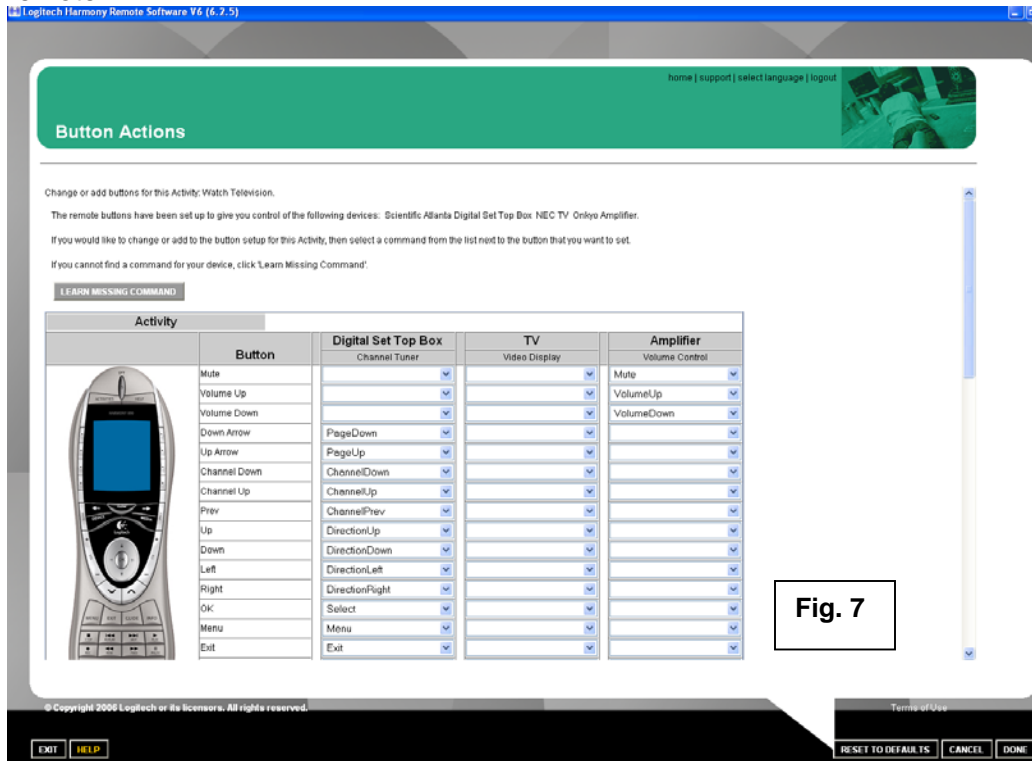 Logitech Harmony Remote Software V6 (6.2.5)
home | support | select language | logout
Button Actions
Change or add buttons for this Activity: Watch Television.
The remote buttons have been set up to give you control of the following devices: Scientific Atlanta Digital Set Top Box NEC TV Onkyo Amplifier.
If you would like to change or add to the button setup for this Activity, then select a command from the list next to the button that you want to set.
If you cannot find a command for your device, click 'Learn Missing Command'.
LEARN MISSING COMMAND
Activity
Button
Digital Set Top Box
Channel Tuner
TV
Video Display
Amplifier
Volume Control
Mute Mute
Volume Up VolumeUp
Volume Down VolumeDown
Down Arrow PageDown
Up Arrow PageUp
Channel Down ChannelDown
Channel Up ChannelUp
Prev ChannelPrev
Up DirectionUp
Down DirectionDown
Left DirectionLeft
Right DirectionRight
OK Select
Menu Menu
Exit Exit
Fig. 7
© Copyright 2006 Logitech or its licensors. All rights reserved.
Terms of Use
EXIT HELP
RESET TO DEFAULTS CANCEL DONE